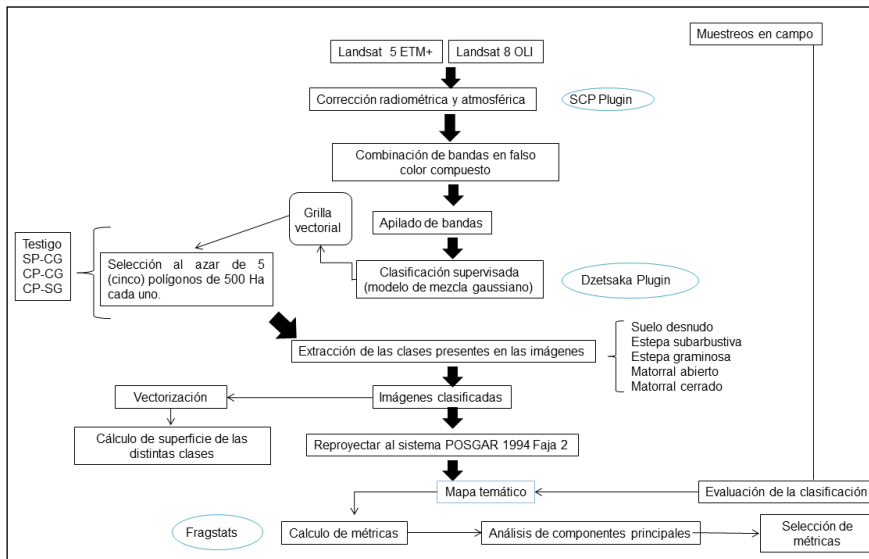 Muestreos en campo
Landsat 5 ETM+
Landsat 8 OLI
Corrección radiométrica y atmosférica
SCP Plugin
Combinación de bandas en falso
color compuesto
Grilla
vectorial
Apilado de bandas
Testigo
SP-CG
CP-CG
CP-SG
Selección al azar de 5
(cinco) polígonos de 500 Ha
cada uno.
Clasificación supervisada
(modelo de mezcla gaussiano)
Dzetsaka Plugin
Extracción de las clases presentes en las imágenes
Suelo desnudo
Estepa subarbustiva
Estepa graminosa
Matorral abierto
Matorral cerrado
Vectorización
Imágenes clasificadas
Cálculo de superficie de las
distintas clases
Reproyectar al sistema POSGAR 1994 Faja 2
Mapa temático
Evaluación de la clasificación
Fragstats
Calculo de métricas
Análisis de componentes principales
Selección de
métricas